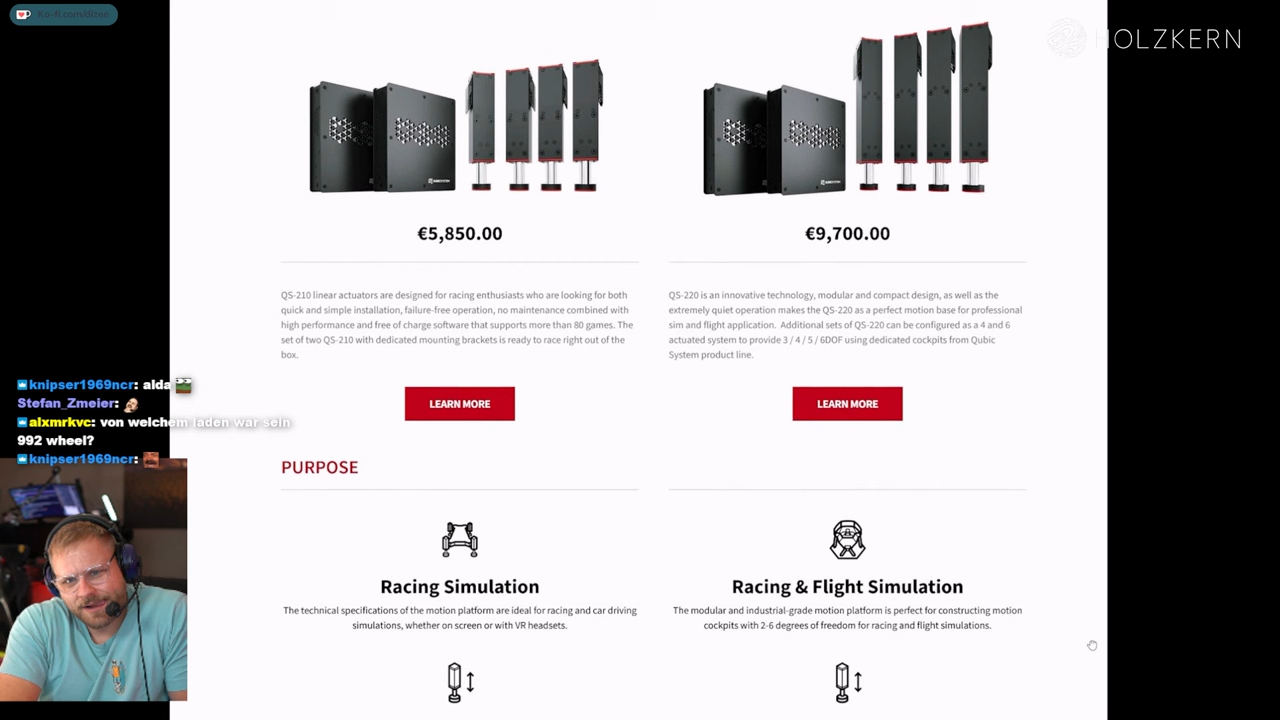 Ko-fi.com/dizee
HOLZKERN
€5,850.00
€9,700.00
QS-210 linear actuators are designed for racing enthusiasts who are looking for both
quick and simple installation, failure-free operation, no maintenance combined with
high performance and free of charge software that supports more than 80 games. The
set of two QS-210 with dedicated mounting brackets is ready to race right out of the
box.
QS-220 is an innovative technology, modular and compact design, as well as the
extremely quiet operation makes the QS-220 as a perfect motion base for professional
sim and flight application. Additional sets of QS-220 can be configured as a 4 and 6
actuated system to provide 3 / 4 / 5 / 6DOF using dedicated cockpits from Qubic
System product line.
LEARN MORE
LEARN MORE
knipser1969ncr: alda
Stefan_Zmeier:
alxmrkvc: von welchem laden war sein
992 wheel?
knipser1969ncr:
PURPOSE
Racing Simulation
The technical specifications of the motion platform are ideal for racing and car driving
simulations, whether on screen or with VR headsets.
Racing & Flight Simulation
The modular and industrial-grade motion platform is perfect for constructing motion
cockpits with 2-6 degrees of freedom for racing and flight simulations.